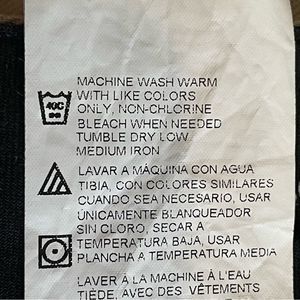 MACHINE WASH WARM
WITH LIKE COLORS
40C
ONLY, NON-CHLORINE
BLEACH WHEN NEEDED
TUMBLE DRY LOW
MEDIUM IRON
LAVAR A MÁQUINA CON AGUA
TIBIA, CON COLORES SIMILARES
CUANDO SEA NECESARIO, USAR
ÚNICAMENTE BLANQUEADOR
SIN CLORO, SECAR A
TEMPERATURA BAJA, USAR
PLANCHA A TEMPERATURA MEDIA
LAVER À LA MACHINE À L'EAU
TIÈDE, AVEC DES VÊTEMENTS